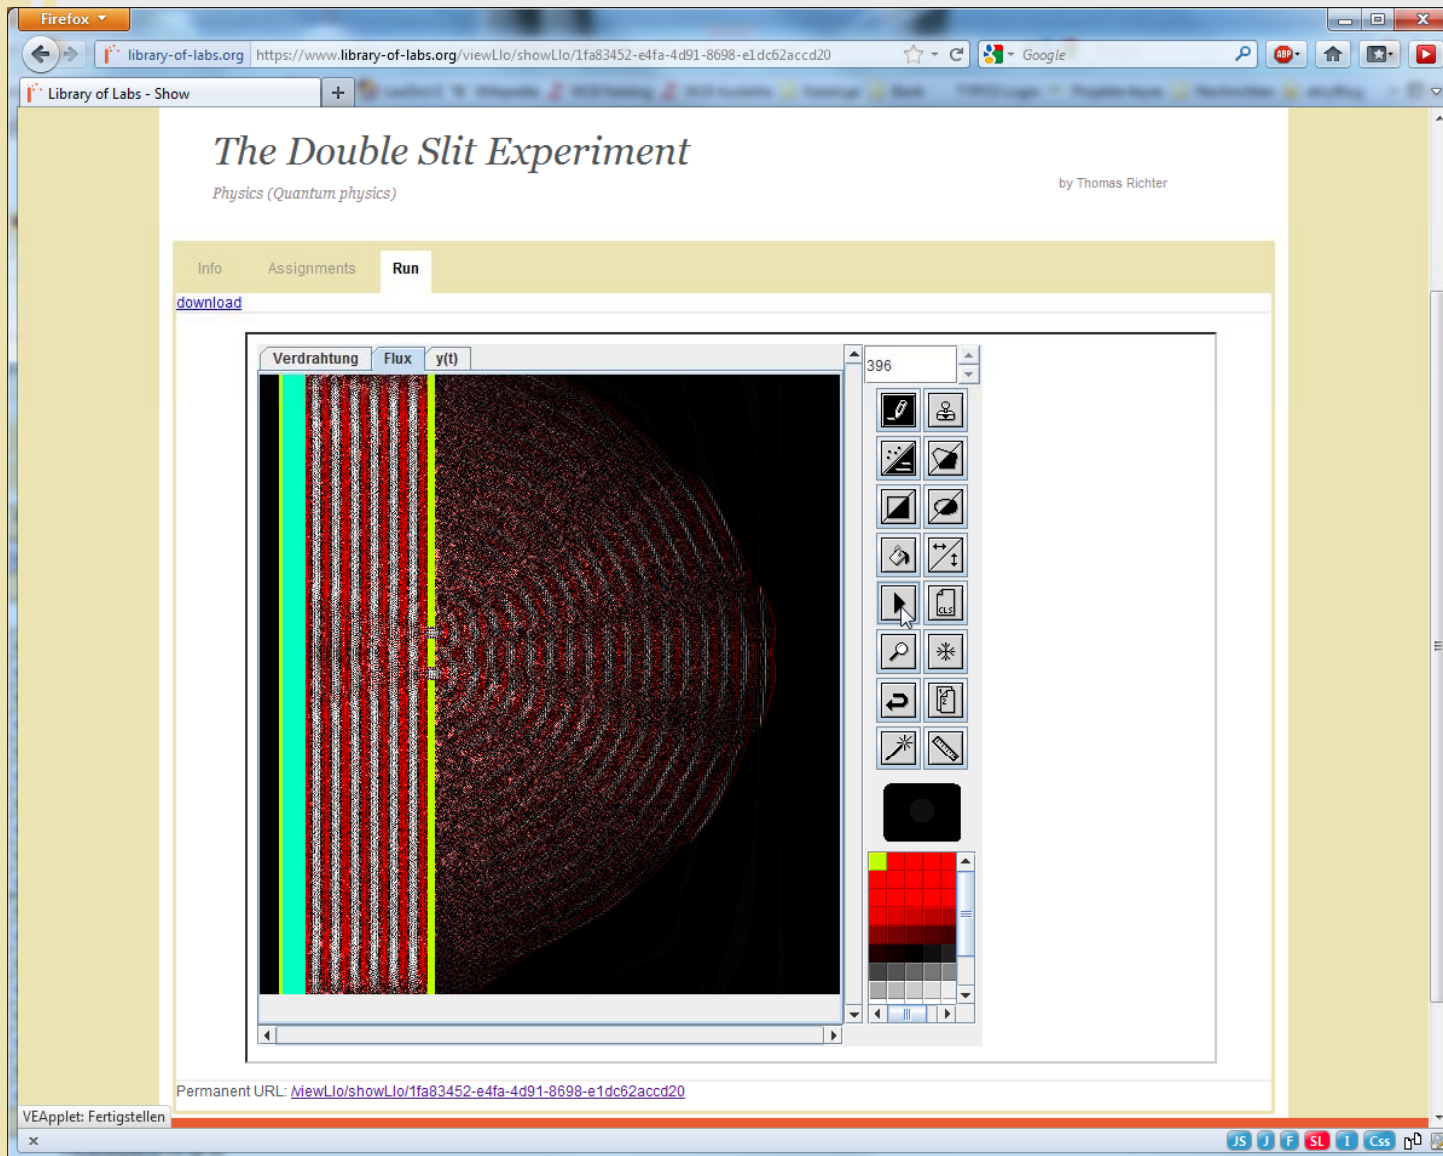 Firefox
library-of-labs.org https://www.library-of-labs.org/viewLlo/showLlo/1fa83452-e4fa-4d91-8698-e1dc62accd20 Google ABP
Library of Labs - Show
The Double Slit Experiment
Physics (Quantum physics)
by Thomas Richter
Info Assignments Run
download
Verdrahtung Flux y(t)
396
CLS
Permanent URL: /viewLlo/showLlo/1fa83452-e4fa-4d91-8698-e1dc62accd20
VEApplet: Fertigstellen
x JS J F SL I Css